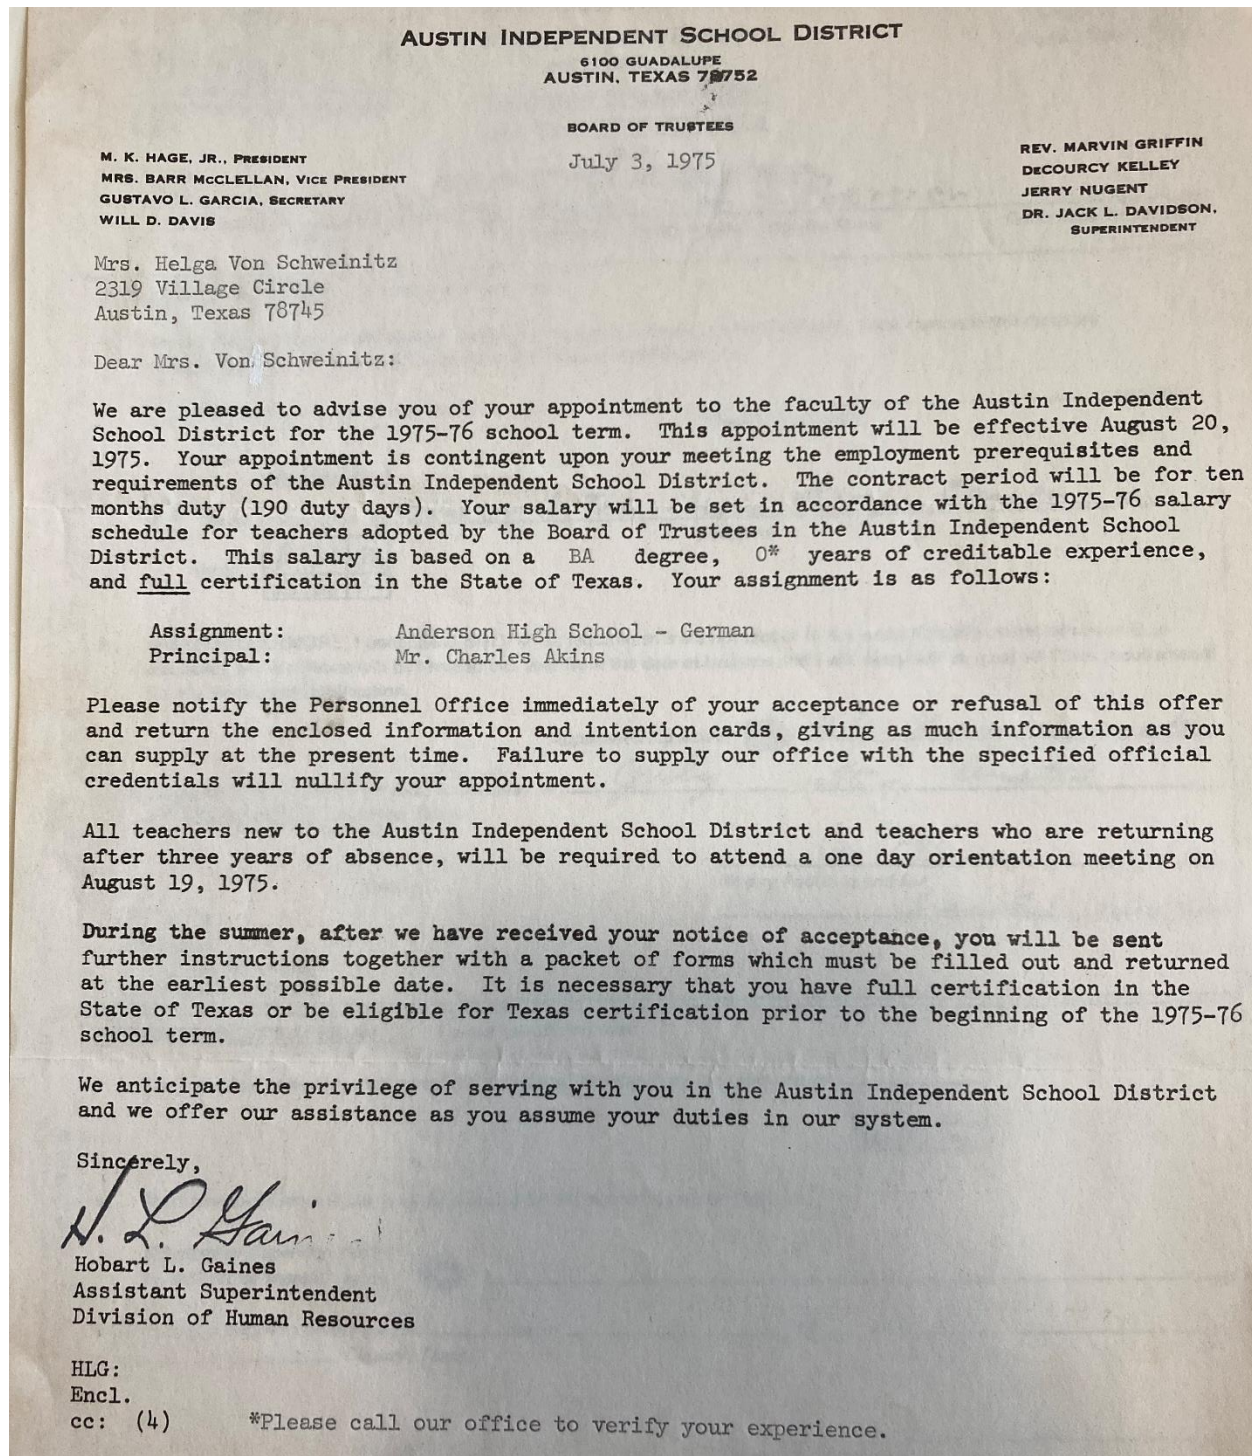 AUSTIN INDEPENDENT SCHOOL DISTRICT
6100 GUADALUPE
AUSTIN, TEXAS 78752
BOARD OF TRUSTEES
M. K. HAGE, JR., PRESIDENT
MRS. BARR MCCLELLAN, VICE PRESIDENT
GUSTAVO L. GARCIA, SECRETARY
WILL D. DAVIS
July 3, 1975
REV. MARVIN GRIFFIN
DECOURCY KELLEY
JERRY NUGENT
DR. JACK L. DAVIDSON,
SUPERINTENDENT
Mrs. Helga Von Schweinitz
2319 Village Circle
Austin, Texas 78745
Dear Mrs. Von Schweinitz:
We are pleased to advise you of your appointment to the faculty of the Austin Independent
School District for the 1975-76 school term. This appointment will be effective August 20,
1975. Your appointment is contingent upon your meeting the employment prerequisites and
requirements of the Austin Independent School District. The contract period will be for ten
months duty (190 duty days). Your salary will be set in accordance with the 1975-76 salary
schedule for teachers adopted by the Board of Trustees in the Austin Independent School
District. This salary is based on a BA degree, 0* years of creditable experience,
and full certification in the State of Texas. Your assignment is as follows:
Assignment: Anderson High School - German
Principal: Mr. Charles Akins
Please notify the Personnel Office immediately of your acceptance or refusal of this offer
and return the enclosed information and intention cards, giving as much information as you
can supply at the present time. Failure to supply our office with the specified official
credentials will nullify your appointment.
All teachers new to the Austin Independent School District and teachers who are returning
after three years of absence, will be required to attend a one day orientation meeting on
August 19, 1975.
During the summer, after we have received your notice of acceptance, you will be sent
further instructions together with a packet of forms which must be filled out and returned
at the earliest possible date. It is necessary that you have full certification in the
State of Texas or be eligible for Texas certification prior to the beginning of the 1975-76
school term.
We anticipate the privilege of serving with you in the Austin Independent School District
and we offer our assistance as you assume your duties in our system.
Sincerely,
H. L. Gaines
Hobart L. Gaines
Assistant Superintendent
Division of Human Resources
HLG:
Encl.
cc: (4) *Please call our office to verify your experience.